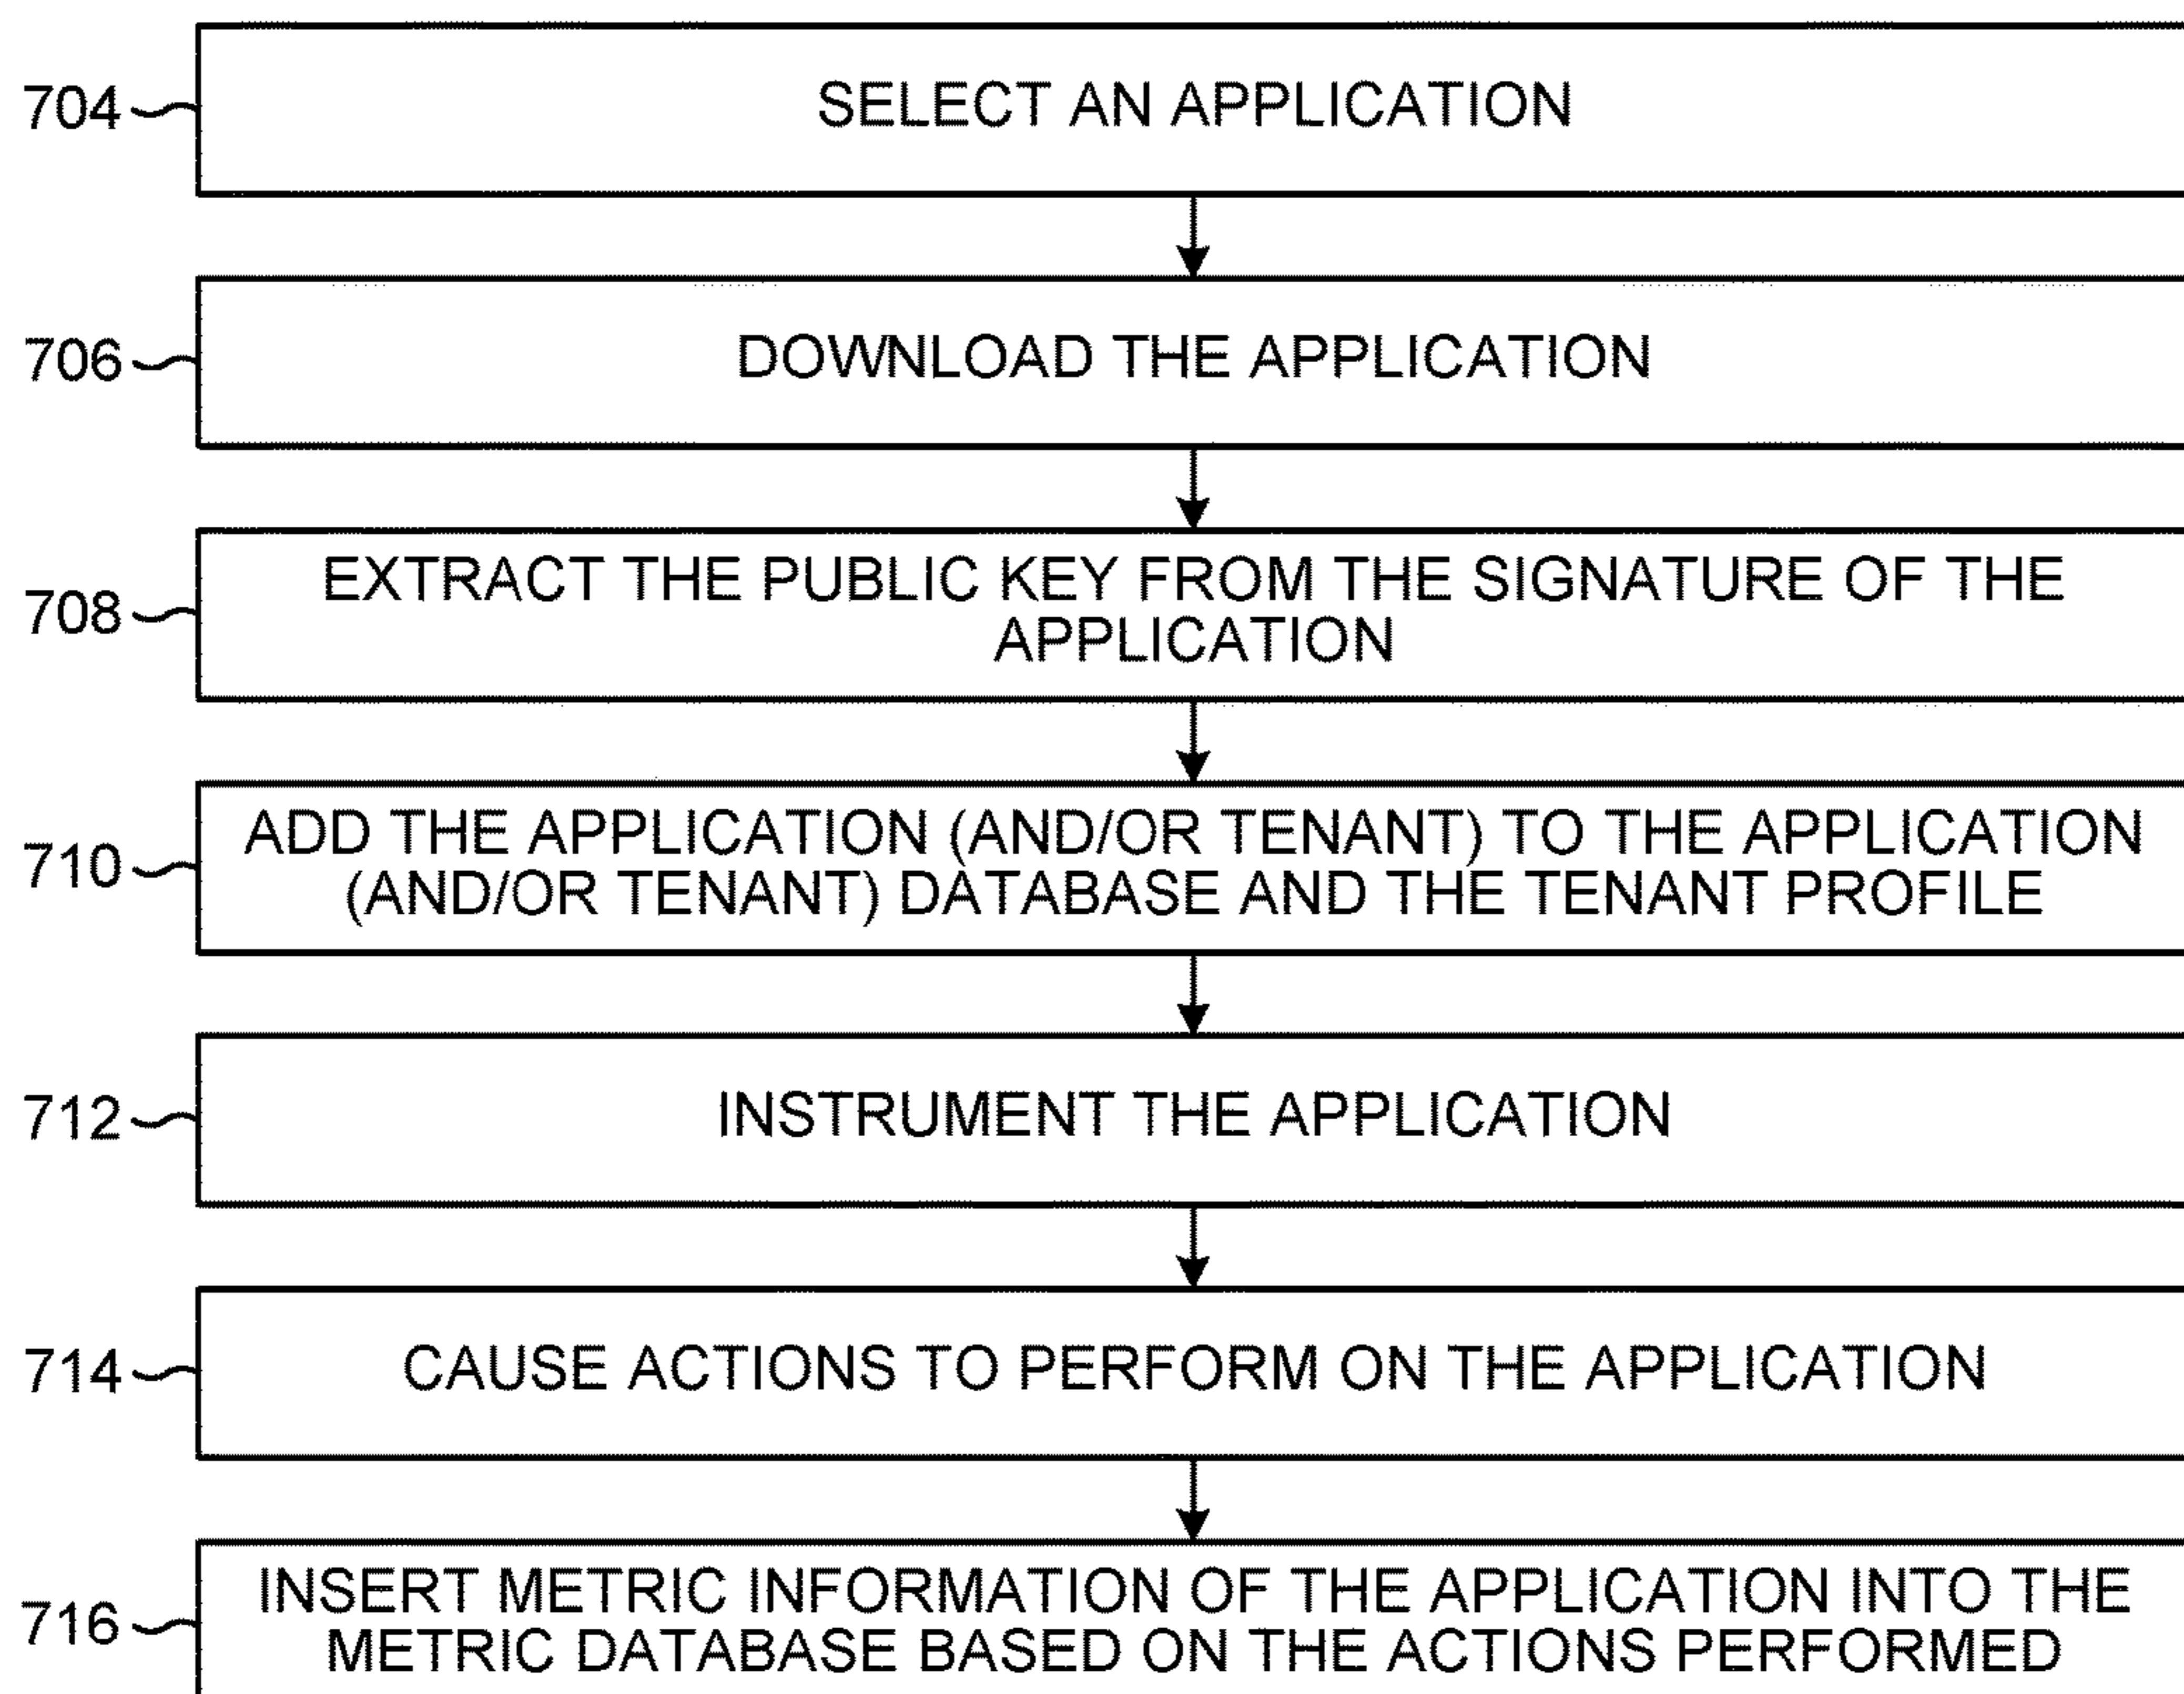 704
SELECT AN APPLICATION
706
DOWNLOAD THE APPLICATION
708
EXTRACT THE PUBLIC KEY FROM THE SIGNATURE OF THE
APPLICATION
710
ADD THE APPLICATION (AND/OR TENANT) TO THE APPLICATION
(AND/OR TENANT) DATABASE AND THE TENANT PROFILE
712
INSTRUMENT THE APPLICATION
714
CAUSE ACTIONS TO PERFORM ON THE APPLICATION
716
INSERT METRIC INFORMATION OF THE APPLICATION INTO THE
METRIC DATABASE BASED ON THE ACTIONS PERFORMED